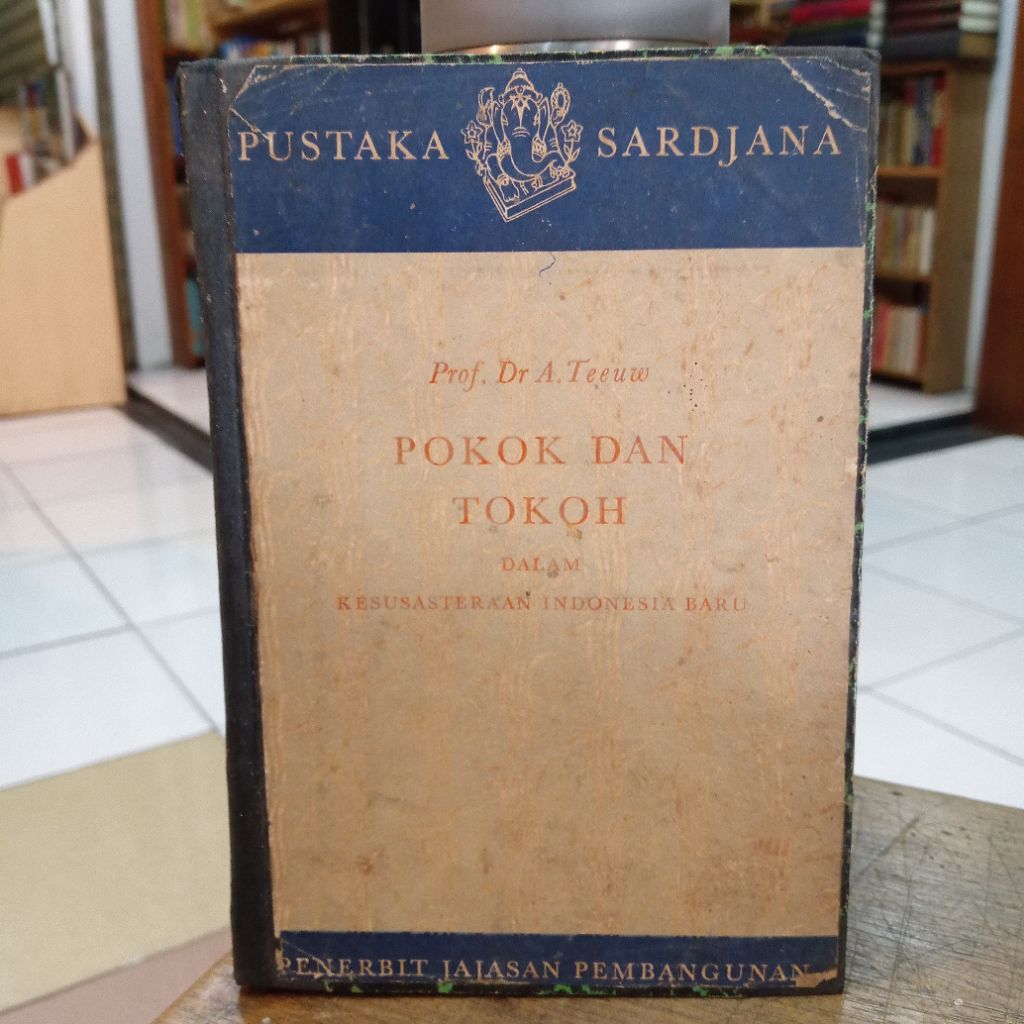 PUSTAKA SARDJANA
Prof. Dr A. Teeuw
POKOK DAN
TOKOH
DALAM
KESUSASTERAAN INDONESIA BARU
PENERBIT JAJASAN PEMBANGUNAN